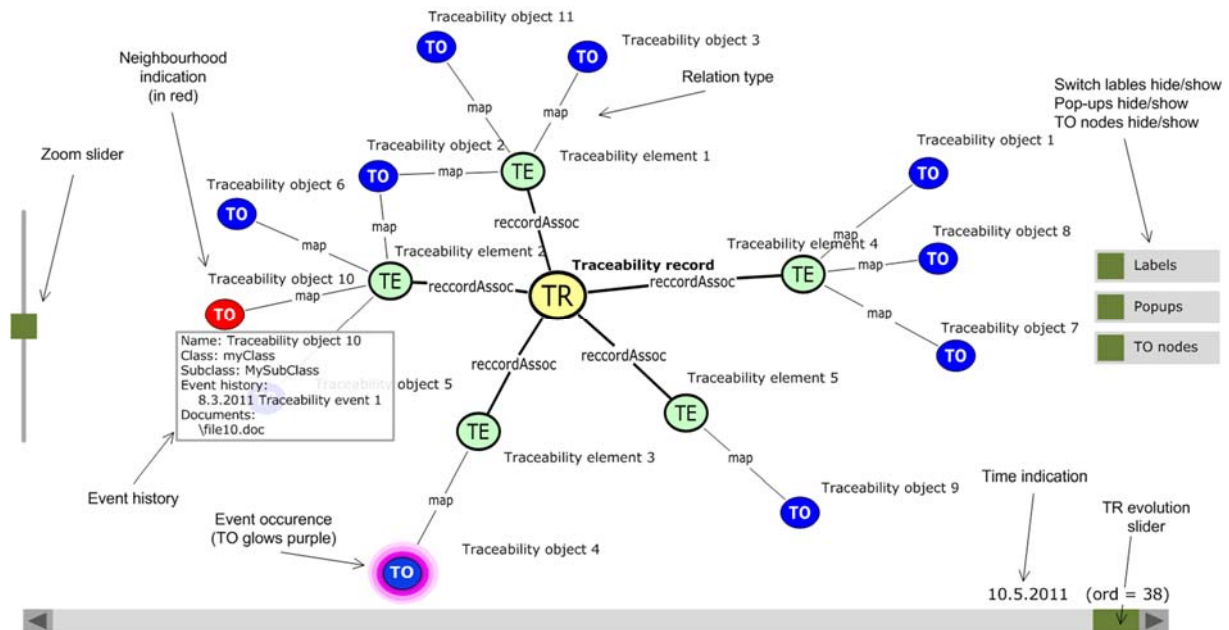 Traceability object 11
TO
Traceability object 3
TO
Neighbourhood
indication
(in red)
Relation type
Switch lables hide/show
Pop-ups hide/show
TO nodes hide/show
map
map
Zoom slider
Traceability object 2
TO
map
TE
Traceability element 1
Traceability object 1
TO
Traceability object 6
TO
map
map
reccordAssoc
map
Traceability object 8
TO
map
Traceability element 2
TE
reccordAssoc
Traceability record
TR
reccordAssoc
Traceability element 4
TE
Labels
Popups
TO nodes
Traceability object 10
TO
map
map
Traceability object 7
TO
Name: Traceability object 10
Class: myClass
Subclass: MySubClass
Event history:
8.3.2011 Traceability event 1
Documents:
\file10.doc
Traceability object 5
reccordAssoc
reccordAssoc
Traceability element 5
TE
TE
Traceability element 3
map
map
Event history
Traceability object 9
TO
Time indication
TR evolution
slider
Event occurence
(TO glows purple)
Traceability object 4
TO
10.5.2011
(ord = 38)